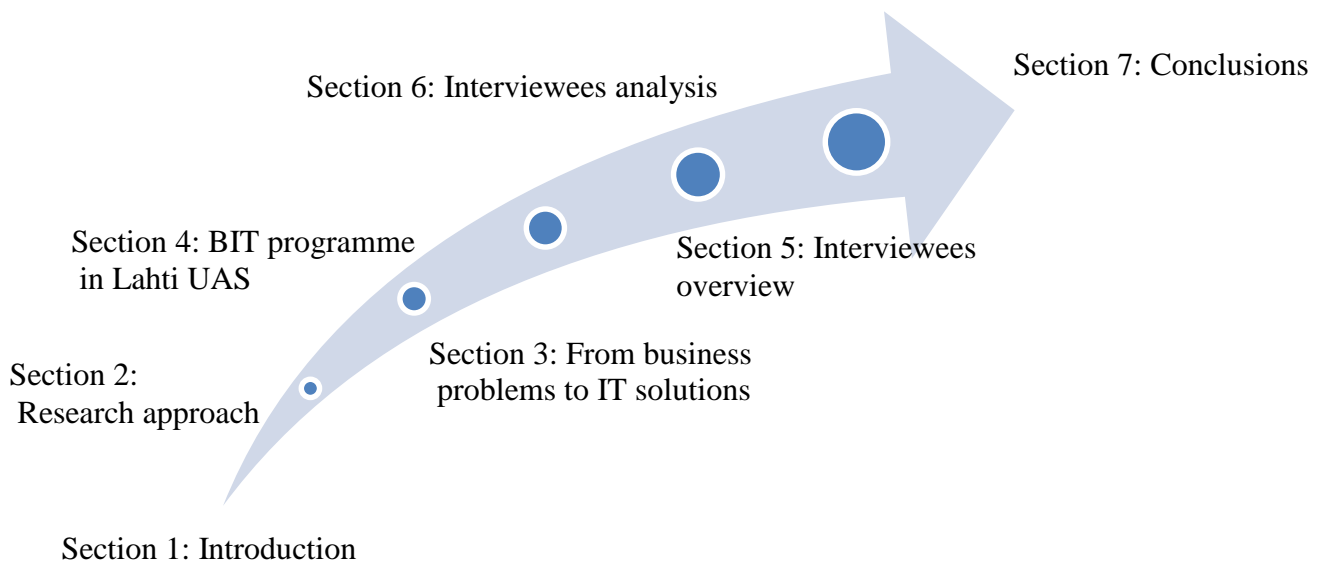 Section 7: Conclusions
Section 6: Interviewees analysis
Section 4: BIT programme
in Lahti UAS
Section 5: Interviewees
overview
Section 3: From business
problems to IT solutions
Section 2:
Research approach
Section 1: Introduction